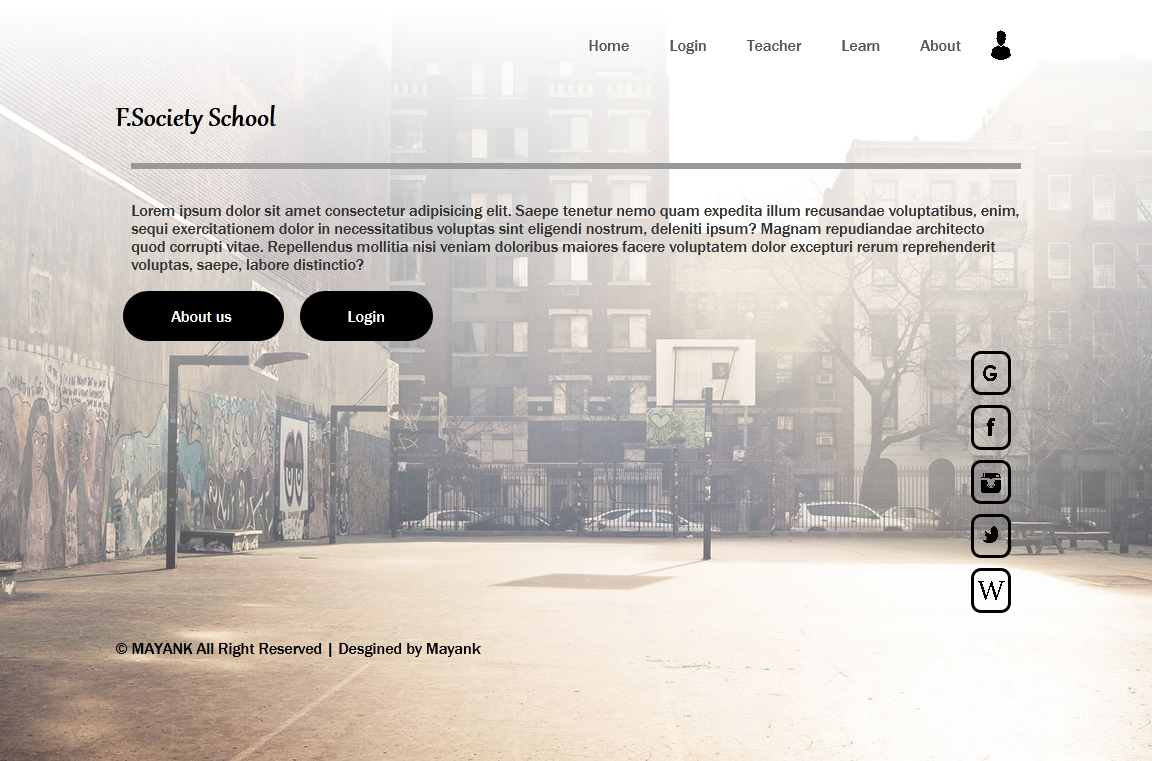 Home Login Teacher Learn About
F.Society School
Lorem ipsum dolor sit amet consectetur adipisicing elit. Saepe tenetur nemo quam expedita illum recusandae voluptatibus, enim,
sequi exercitationem dolor in necessitatibus voluptas sint eligendi nostrum, deleniti ipsum? Magnam repudiandae architecto
quod corrupti vitae. Repellendus mollitia nisi veniam doloribus maiores facere voluptatem dolor excepturi rerum reprehenderit
voluptas, saepe, labore distinctio?
About us Login
G
f
W
© MAYANK All Right Reserved | Desgined by Mayank